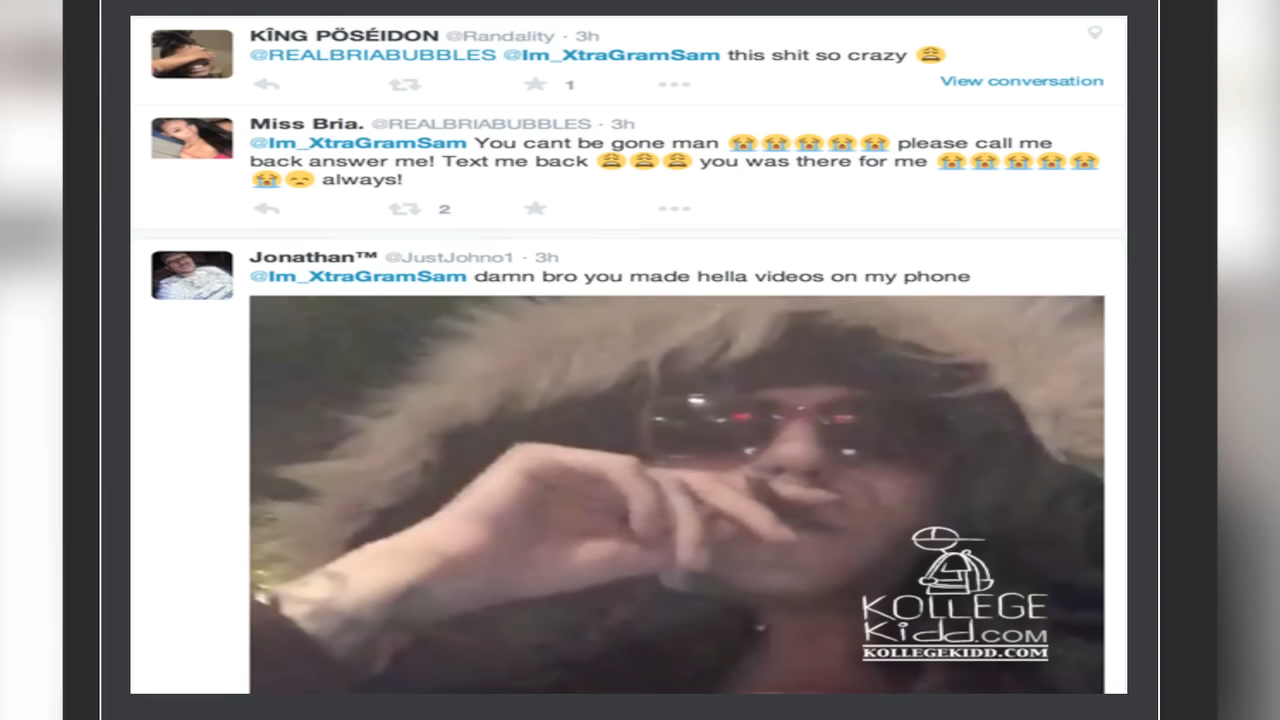 KÎNG PÖSÉIDON @Randality · 3h
@REALBRIABUBBLES @Im_XtraGramSam this shit so crazy 😩
1
View conversation
Miss Bria. @REALBRIABUBBLES · 3h
@Im_XtraGramSam You cant be gone man 😭😭😭😭😭 please call me
back answer me! Text me back 😩😩😩 you was there for me 😭😭😭😭😭
😭😞 always!
2
Jonathan™ @JustJohno1 · 3h
@Im_XtraGramSam damn bro you made hella videos on my phone
KOLLEGE
Kidd.COM
KOLLEGEKIDD.COM